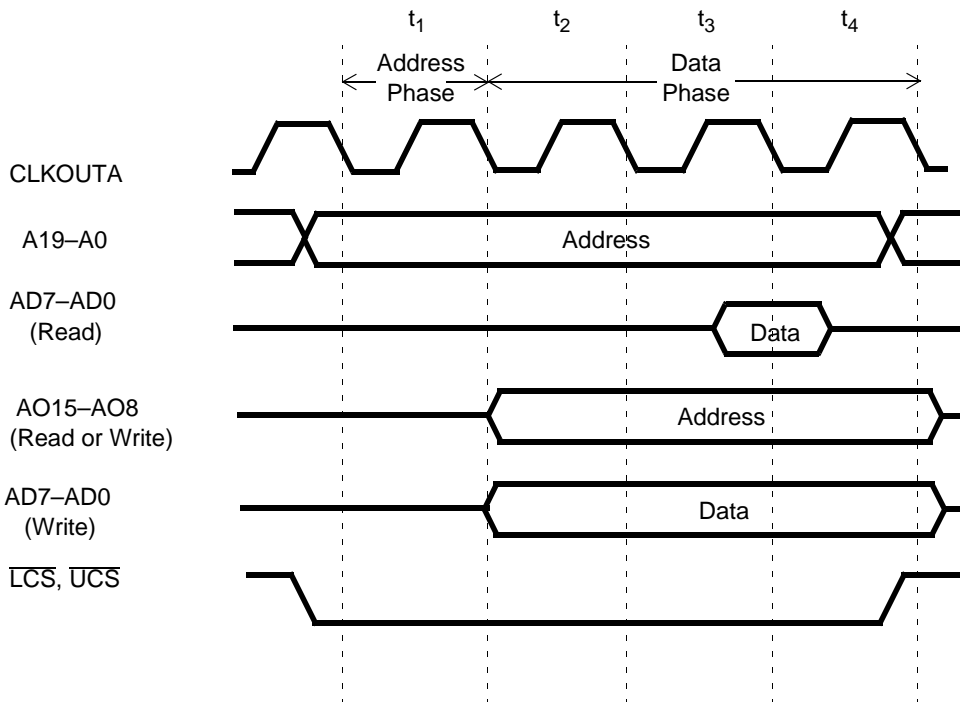 t1 t2 t3 t4
Address Phase
Data Phase
CLKOUTA
A19–A0
Address
AD7–AD0
(Read)
Data
AO15–AO8
(Read or Write)
Address
AD7–AD0
(Write)
Data
LCS, UCS